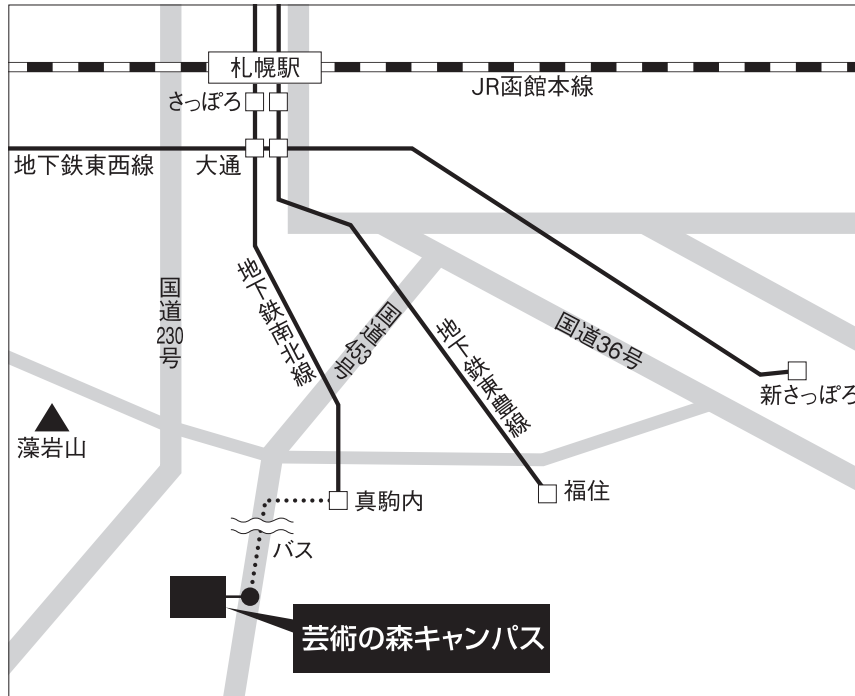 札幌駅
さっぽろ
JR函館本線
地下鉄東西線
大通
国道230号
地下鉄南北線
国道453号
地下鉄東豊線
国道36号
新さっぽろ
藻岩山
真駒内
福住
バス
芸術の森キャンパス